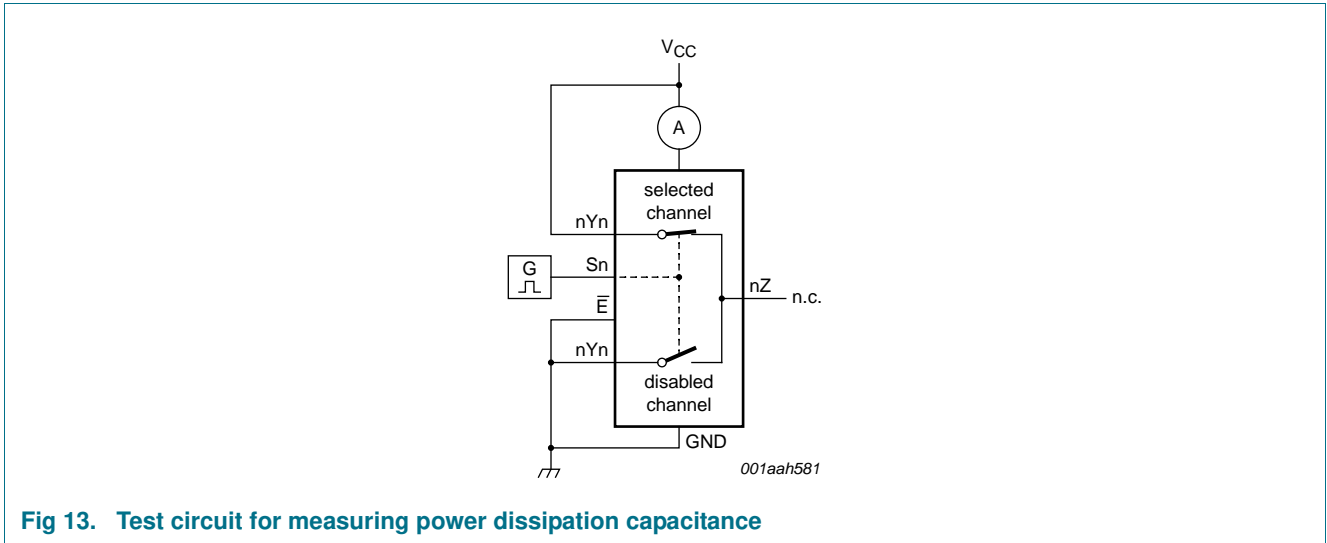 VCC
A
selected
channel
nYn
G
Sn
nZ
n.c.
E̅
nYn
disabled
channel
GND
001aah581
Fig 13. Test circuit for measuring power dissipation capacitance